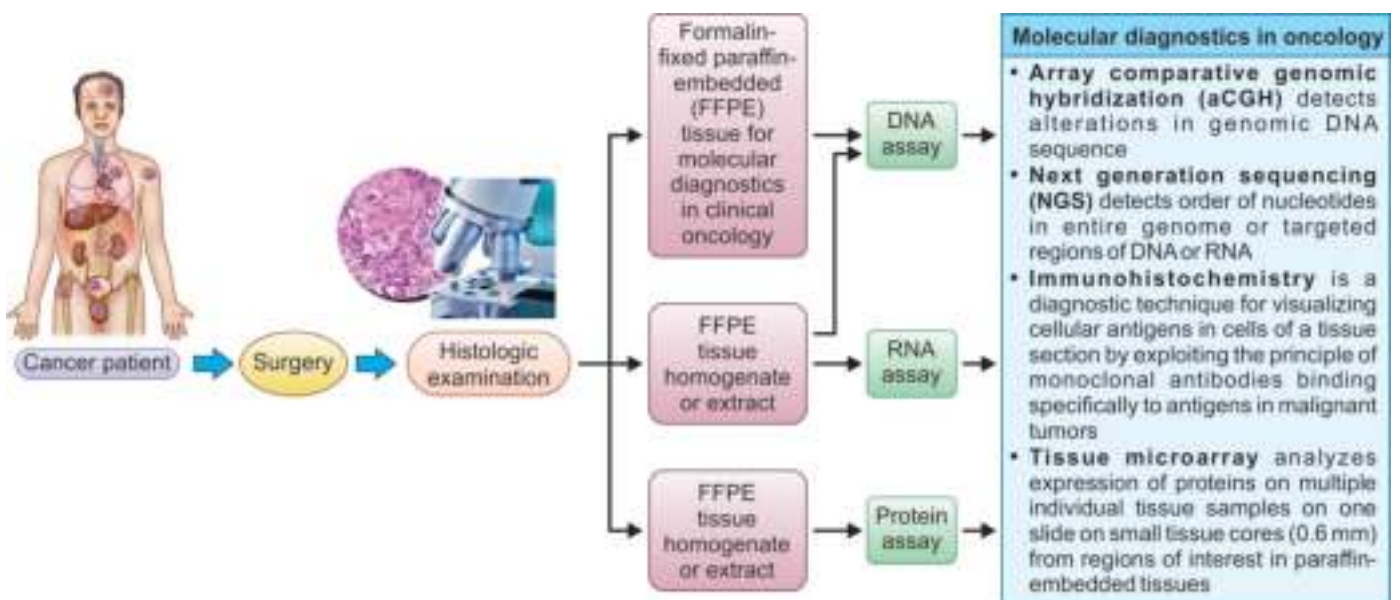 Cancer patient
Surgery
Histologic
examination
Formalin-
fixed paraffin-
embedded
(FFPE)
tissue for
molecular
diagnostics
in clinical
oncology
FFPE
tissue
homogenate
or extract
FFPE
tissue
homogenate
or extract
DNA
assay
RNA
assay
Protein
assay
Molecular diagnostics in oncology
• Array comparative genomic
hybridization (aCGH) detects
alterations in genomic DNA
sequence
• Next generation sequencing
(NGS) detects order of nucleotides
in entire genome or targeted
regions of DNA or RNA
• Immunohistochemistry is a
diagnostic technique for visualizing
cellular antigens in cells of a tissue
section by exploiting the principle of
monoclonal antibodies binding
specifically to antigens in malignant
tumors
• Tissue microarray analyzes
expression of proteins on multiple
individual tissue samples on one
slide on small tissue cores (0.6 mm)
from regions of interest in paraffin-
embedded tissues